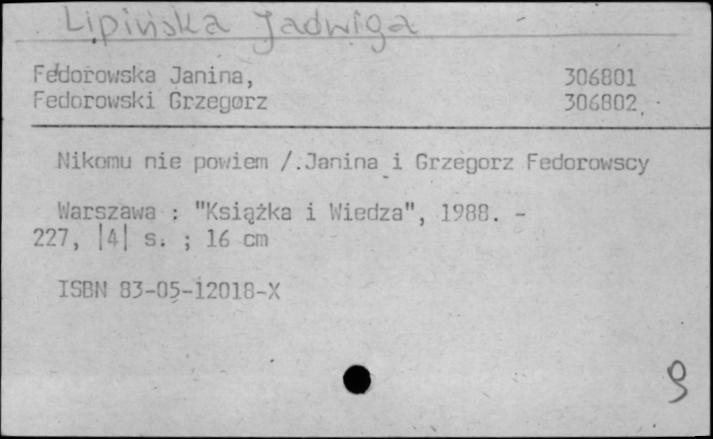 Lipińska Jadwiga
Fedorowska Janina, 306801
Fedorowski Grzegorz 306802
Nikomu nie powiem / Janina i Grzegorz Fedorowscy
Warszawa : "Książka i Wiedza", 1988. -
227, |4| s. ; 16 cm
ISBN 83-05-12018-X
9